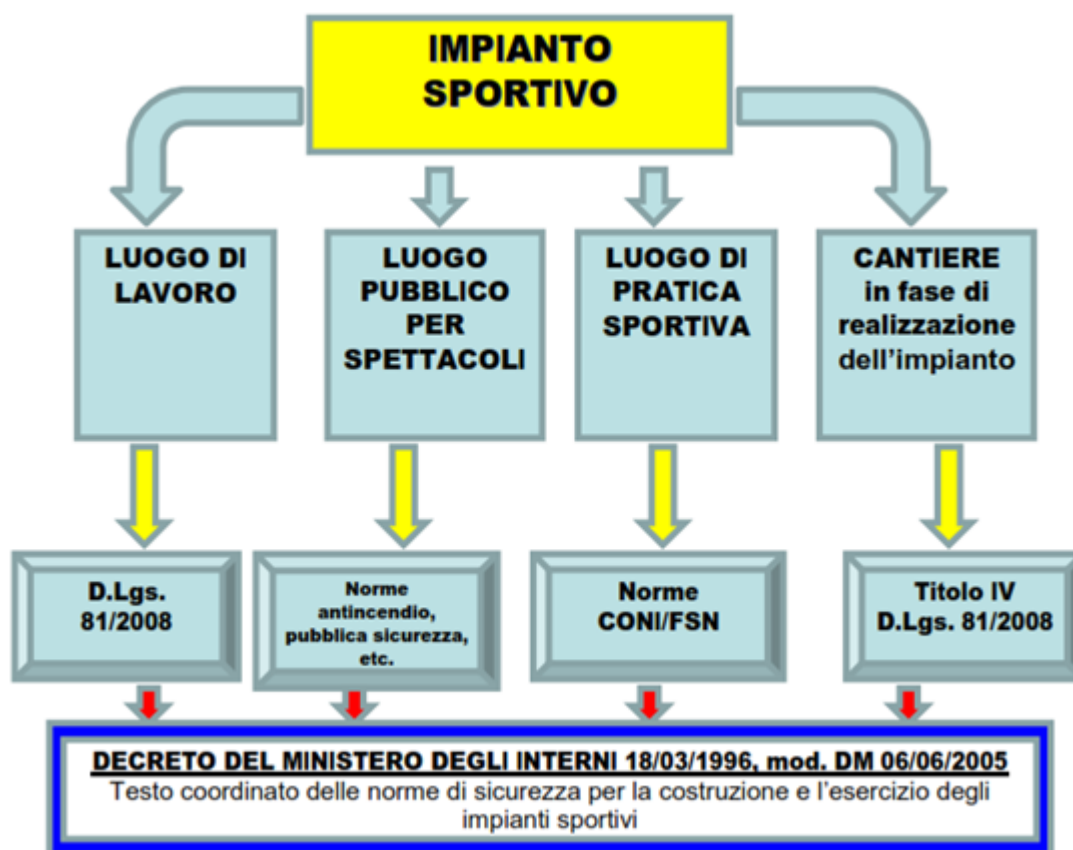 IMPIANTO
SPORTIVO
LUOGO DI
LAVORO
LUOGO
PUBBLICO
PER
SPETTACOLI
LUOGO DI
PRATICA
SPORTIVA
CANTIERE
in fase di
realizzazione
dell’impianto
D.Lgs.
81/2008
Norme
antincendio,
pubblica sicurezza,
etc.
Norme
CONI/FSN
Titolo IV
D.Lgs. 81/2008
DECRETO DEL MINISTERO DEGLI INTERNI 18/03/1996, mod. DM 06/06/2005
Testo coordinato delle norme di sicurezza per la costruzione e l’esercizio degli
impianti sportivi